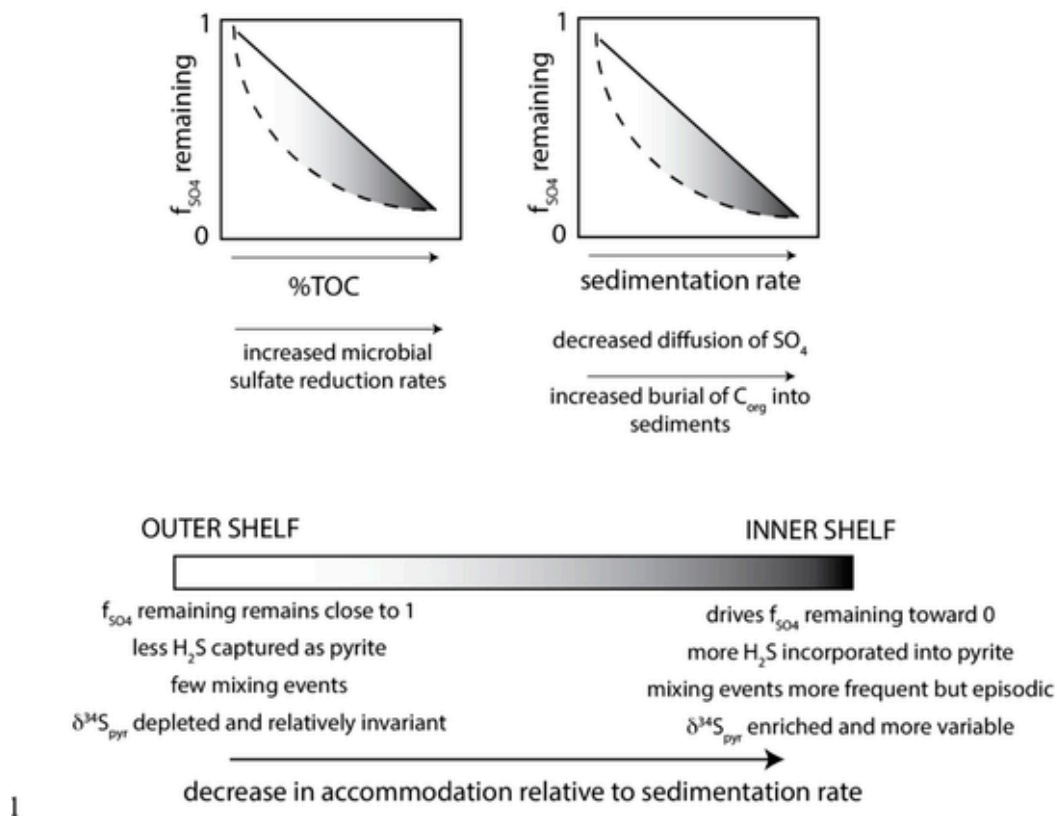 1
f_SO4 remaining
0
%TOC
increased microbial
sulfate reduction rates
1
f_SO4 remaining
0
sedimentation rate
decreased diffusion of SO₄
increased burial of C_org into
sediments
OUTER SHELF
f_SO4 remaining remains close to 1
less H₂S captured as pyrite
few mixing events
δ³⁴S_pyr depleted and relatively invariant
INNER SHELF
drives f_SO4 remaining toward 0
more H₂S incorporated into pyrite
mixing events more frequent but episodic
δ³⁴S_pyr enriched and more variable
decrease in accommodation relative to sedimentation rate
1